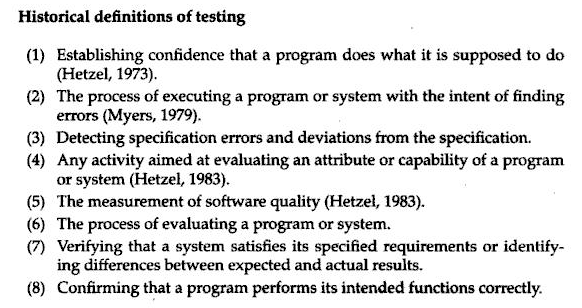 Historical definitions of testing
(1) Establishing confidence that a program does what it is supposed to do
(Hetzel, 1973).
(2) The process of executing a program or system with the intent of finding
errors (Myers, 1979).
(3) Detecting specification errors and deviations from the specification.
(4) Any activity aimed at evaluating an attribute or capability of a program
or system (Hetzel, 1983).
(5) The measurement of software quality (Hetzel, 1983).
(6) The process of evaluating a program or system.
(7) Verifying that a system satisfies its specified requirements or identify-
ing differences between expected and actual results.
(8) Confirming that a program performs its intended functions correctly.